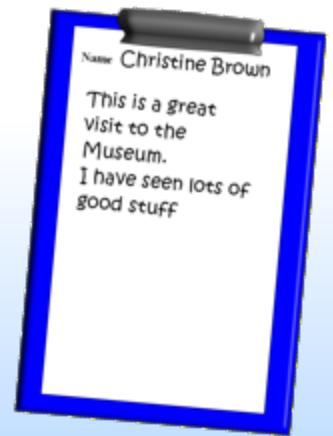 Name Christine Brown
This is a great
visit to the
Museum.
I have seen lots of
good stuff